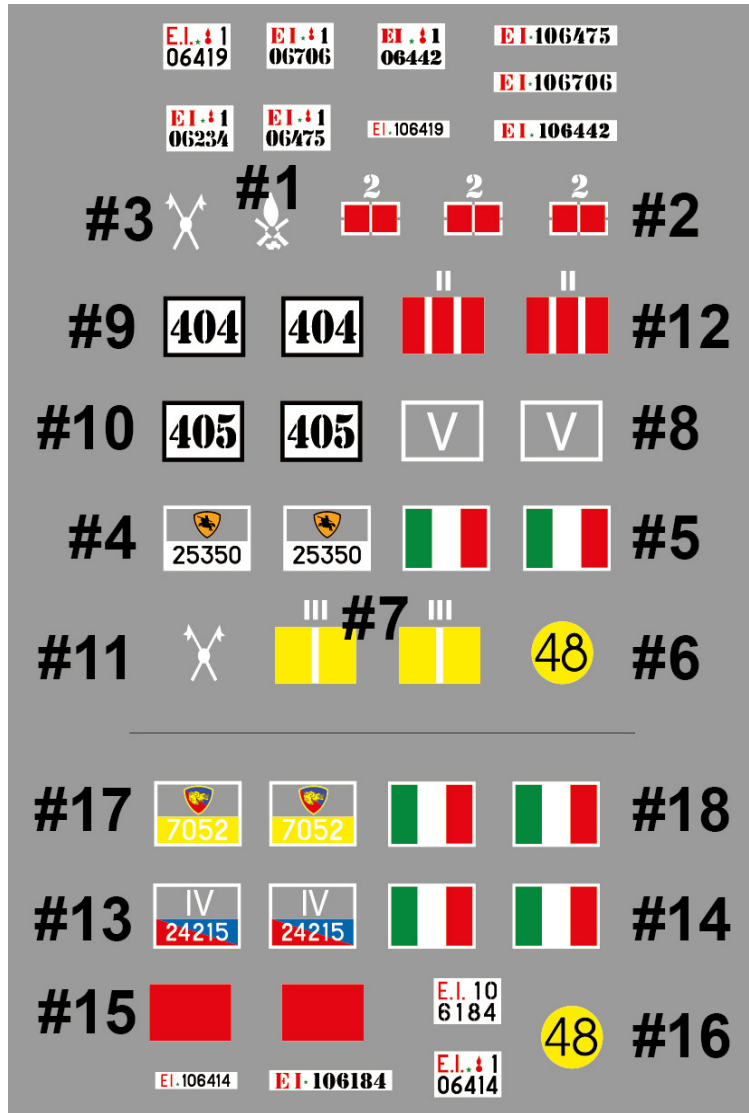 E.I. 1
06419
EI 1
06706
EI 1
06442
EI·106475
EI·106706
EI 1
06234
EI 1
06475
EI·106419
EI.106442
#3
#1
2
2
2
#2
#9
404
404
II
II
#12
#10
405
405
V
V
#8
#4
25350
25350
#5
#11
III
#7
III
48
#6
#17
7052
7052
#18
#13
IV
24215
IV
24215
#14
#15
E.I. 10
6184
48
#16
EI·106414
EI·106184
E.I. 1
06414